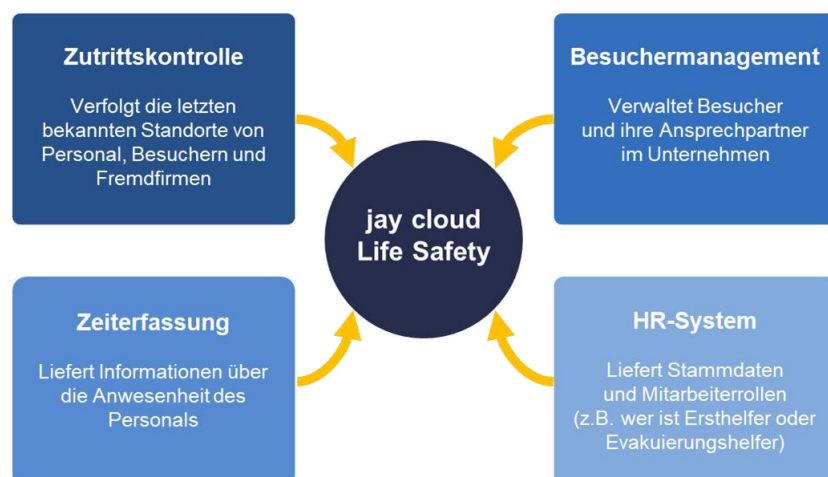 Zutrittskontrolle
Verfolgt die letzten
bekannten Standorte von
Personal, Besuchern und
Fremdfirmen
Besuchermanagement
Verwaltet Besucher
und ihre Ansprechpartner
im Unternehmen
jay cloud
Life Safety
Zeiterfassung
Liefert Informationen über
die Anwesenheit des
Personals
HR-System
Liefert Stammdaten
und Mitarbeiterrollen
(z.B. wer ist Ersthelfer oder
Evakuierungshelfer)